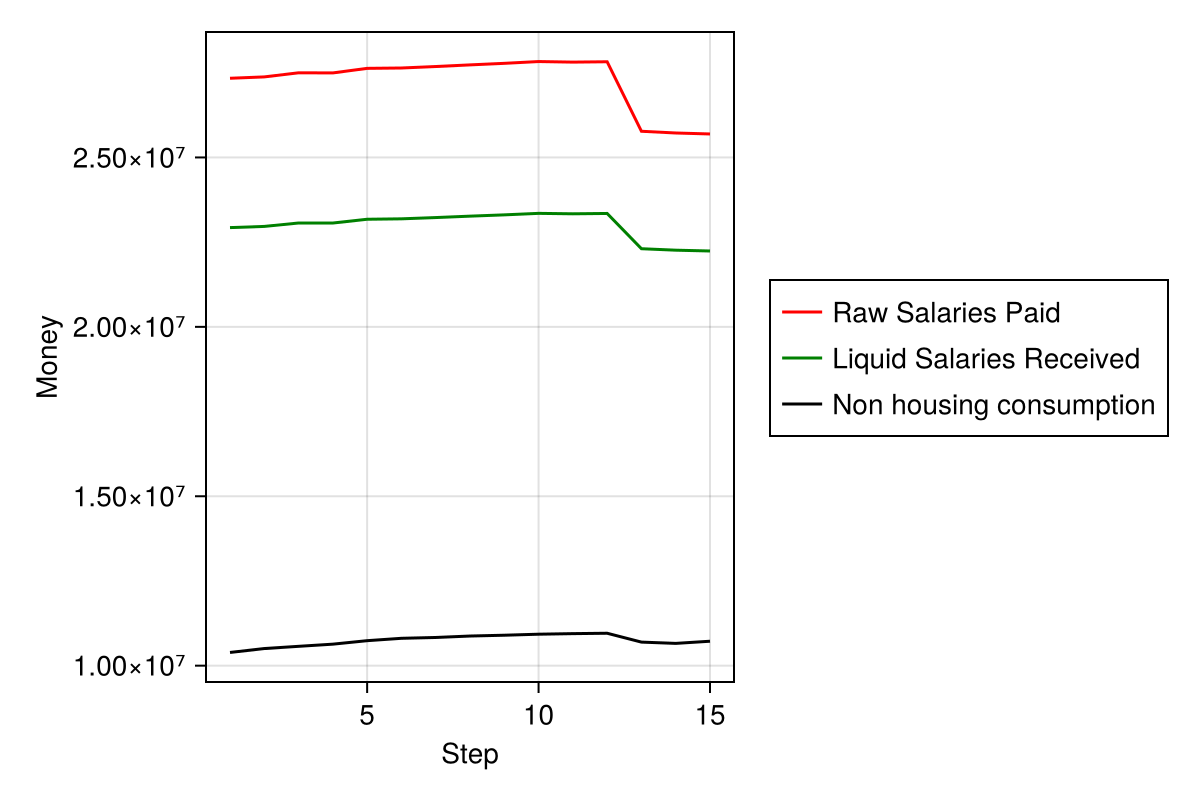 2.50×10⁷
2.00×10⁷
1.50×10⁷
1.00×10⁷
Money
5 10 15
Step
Raw Salaries Paid
Liquid Salaries Received
Non housing consumption